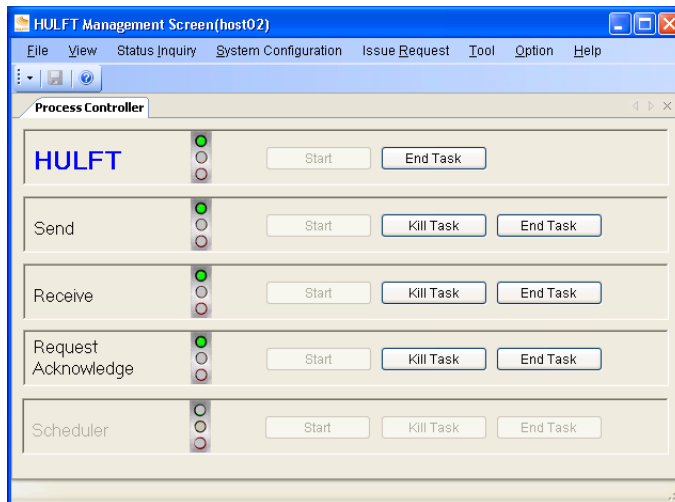 HULFT Management Screen(host02)
File View Status Inquiry System Configuration Issue Request Tool Option Help
Process Controller
HULFT Start End Task
Send Start Kill Task End Task
Receive Start Kill Task End Task
Request
Acknowledge Start Kill Task End Task
Scheduler Start Kill Task End Task